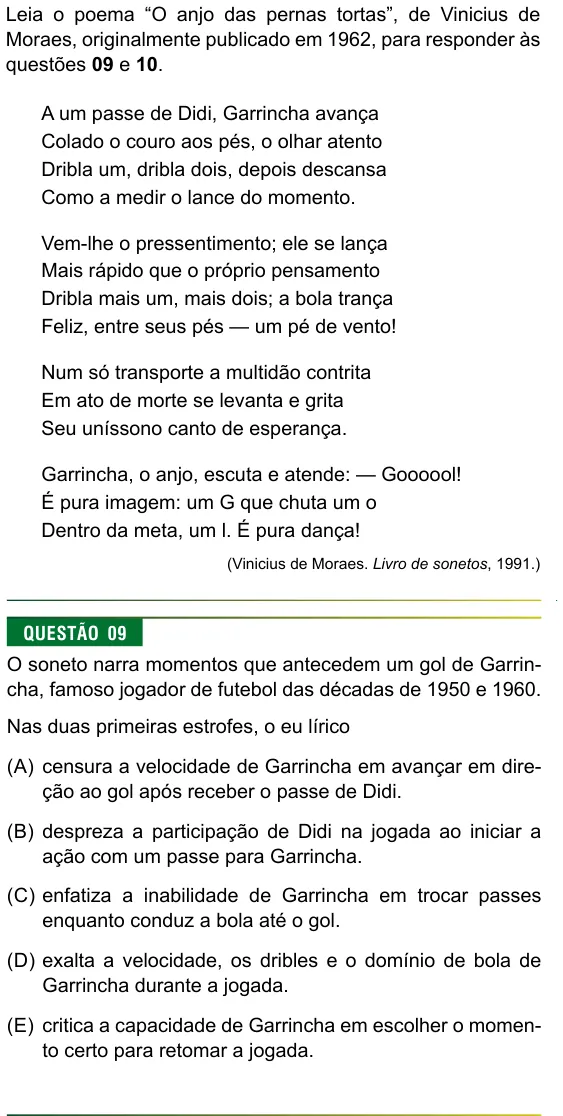 Leia o poema “O anjo das pernas tortas”, de Vinicius de
Moraes, originalmente publicado em 1962, para responder às
questões 09 e 10.
A um passe de Didi, Garrincha avança
Colado o couro aos pés, o olhar atento
Dribla um, dribla dois, depois descansa
Como a medir o lance do momento.
Vem-lhe o pressentimento; ele se lança
Mais rápido que o próprio pensamento
Dribla mais um, mais dois; a bola trança
Feliz, entre seus pés — um pé de vento!
Num só transporte a multidão contrita
Em ato de morte se levanta e grita
Seu uníssono canto de esperança.
Garrincha, o anjo, escuta e atende: — Goooool!
É pura imagem: um G que chuta um o
Dentro da meta, um l. É pura dança!
(Vinicius de Moraes. Livro de sonetos, 1991.)
QUESTÃO 09
O soneto narra momentos que antecedem um gol de Garrin-
cha, famoso jogador de futebol das décadas de 1950 e 1960.
Nas duas primeiras estrofes, o eu lírico
(A) censura a velocidade de Garrincha em avançar em dire-
ção ao gol após receber o passe de Didi.
(B) despreza a participação de Didi na jogada ao iniciar a
ação com um passe para Garrincha.
(C) enfatiza a inabilidade de Garrincha em trocar passes
enquanto conduz a bola até o gol.
(D) exalta a velocidade, os dribles e o domínio de bola de
Garrincha durante a jogada.
(E) critica a capacidade de Garrincha em escolher o momen-
to certo para retomar a jogada.